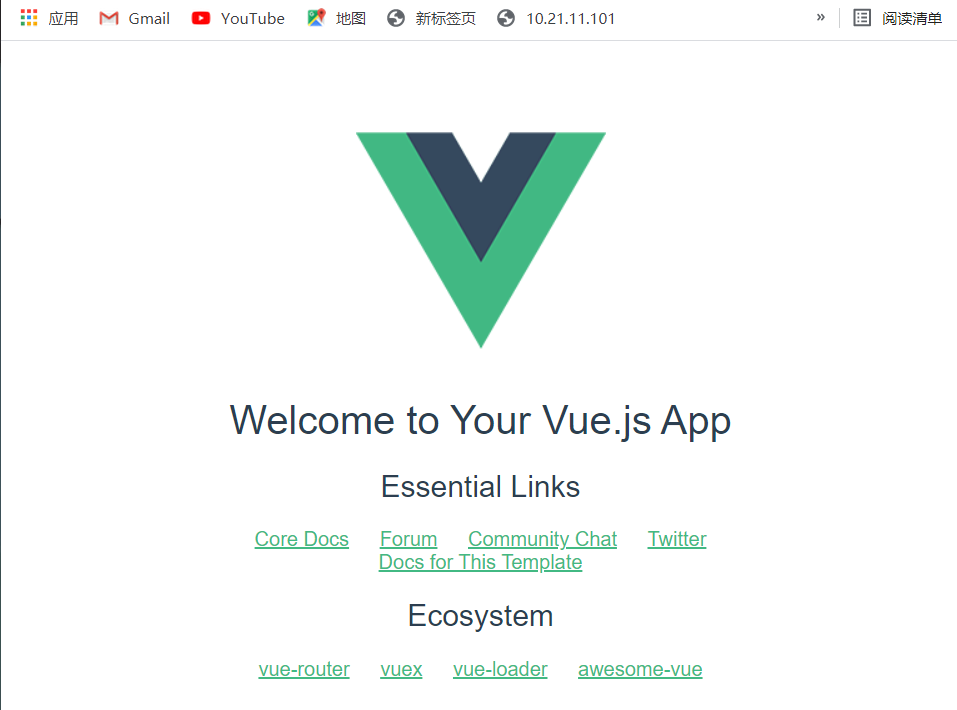 应用 Gmail YouTube 地图 新标签页 10.21.11.101 » 阅读清单
Welcome to Your Vue.js App
Essential Links
Core Docs Forum Community Chat Twitter
Docs for This Template
Ecosystem
vue-router vuex vue-loader awesome-vue